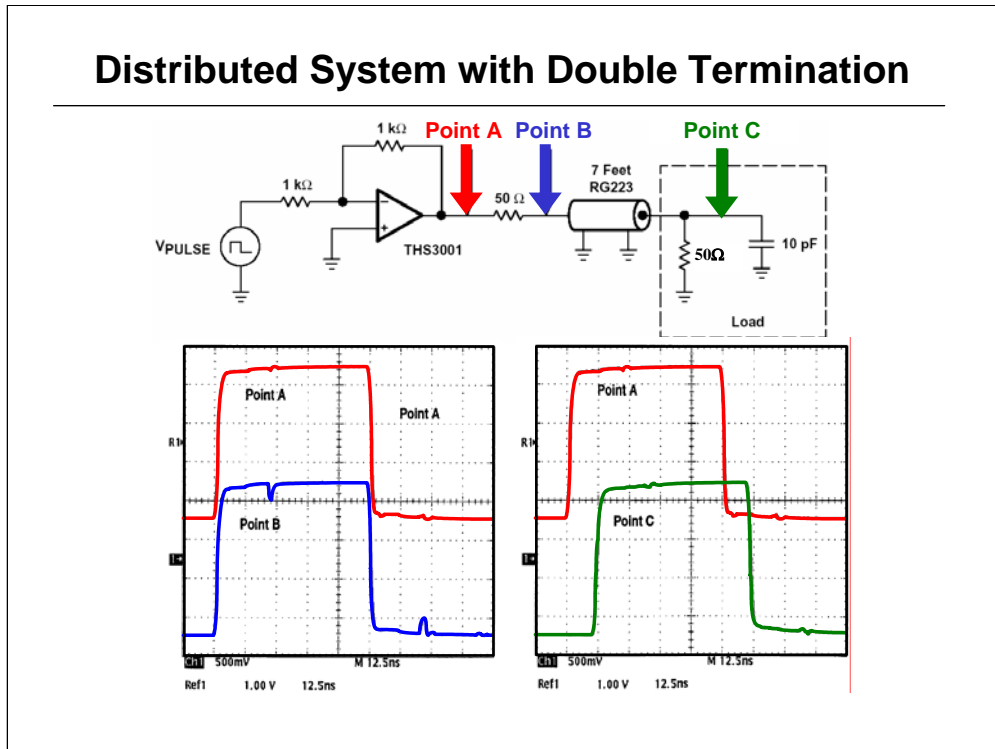 Distributed System with Double Termination
1 kΩ
Point A
Point B
Point C
7 Feet
RG223
1 kΩ
50 Ω
THS3001
VPULSE
50Ω
10 pF
Load
Point A
Point A
R1
Point B
1
Ch1 500mV M 12.5ns
Ref1 1.00 V 12.5ns
Point A
R1
Point C
1
Ch1 500mV M 12.5ns
Ref1 1.00 V 12.5ns